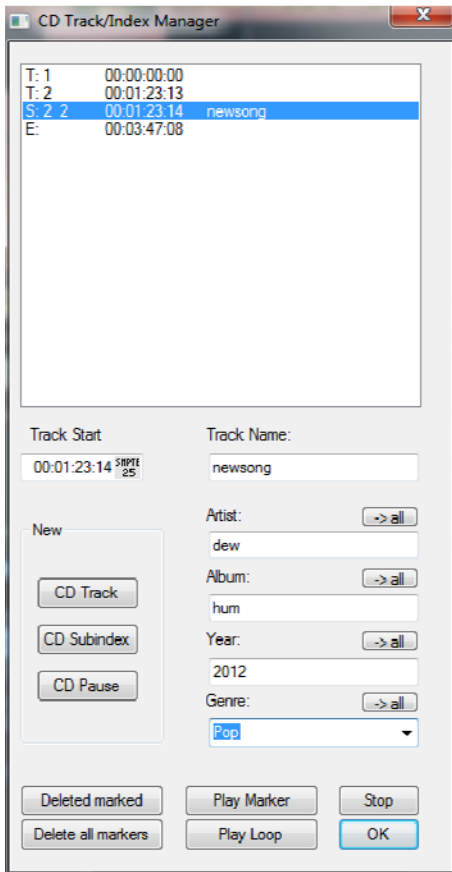 CD Track/Index Manager
x
T: 1 00:00:00:00
T: 2 00:01:23:13
S: 2 2 00:01:23:14 newsong
E: 00:03:47:08
Track Start
Track Name:
00:01:23:14 SMPTE 25
newsong
New
Artist: -> all
dew
CD Track
Album: -> all
hum
CD Subindex
Year: -> all
2012
CD Pause
Genre: -> all
Pop
Deleted marked Play Marker Stop
Delete all markers Play Loop OK